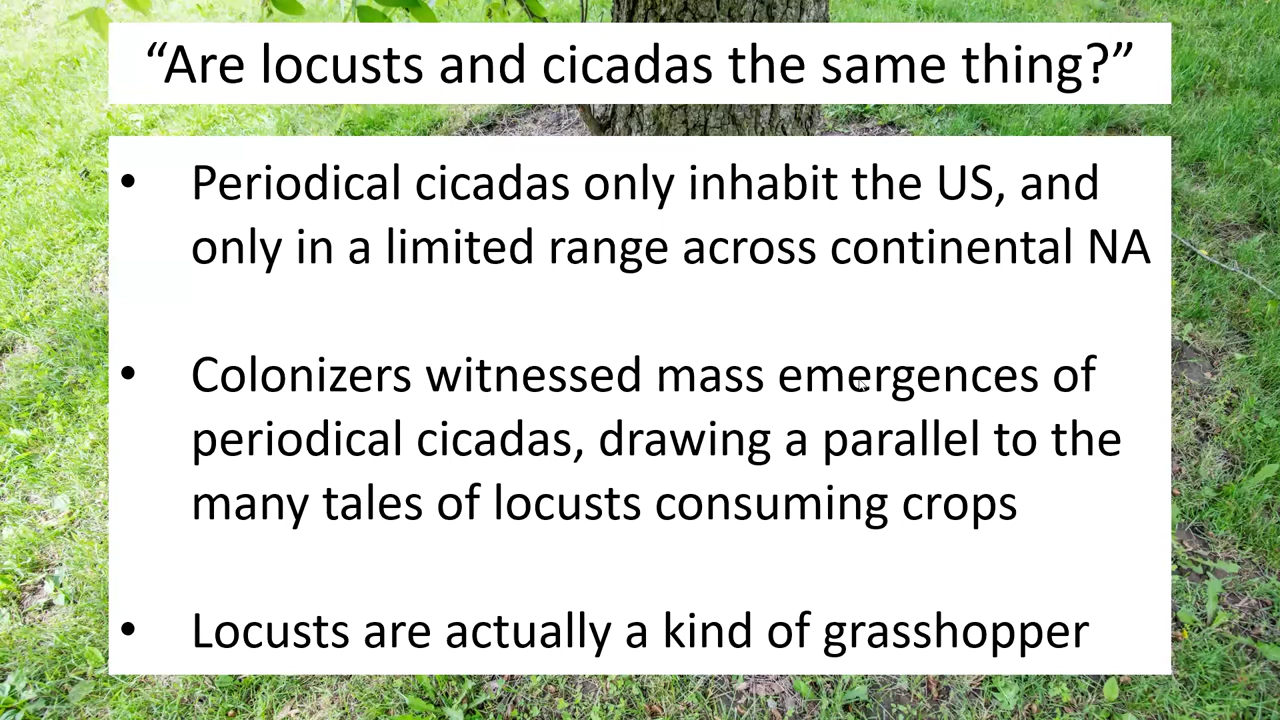 “Are locusts and cicadas the same thing?”
• Periodical cicadas only inhabit the US, and
only in a limited range across continental NA
• Colonizers witnessed mass emergences of
periodical cicadas, drawing a parallel to the
many tales of locusts consuming crops
• Locusts are actually a kind of grasshopper